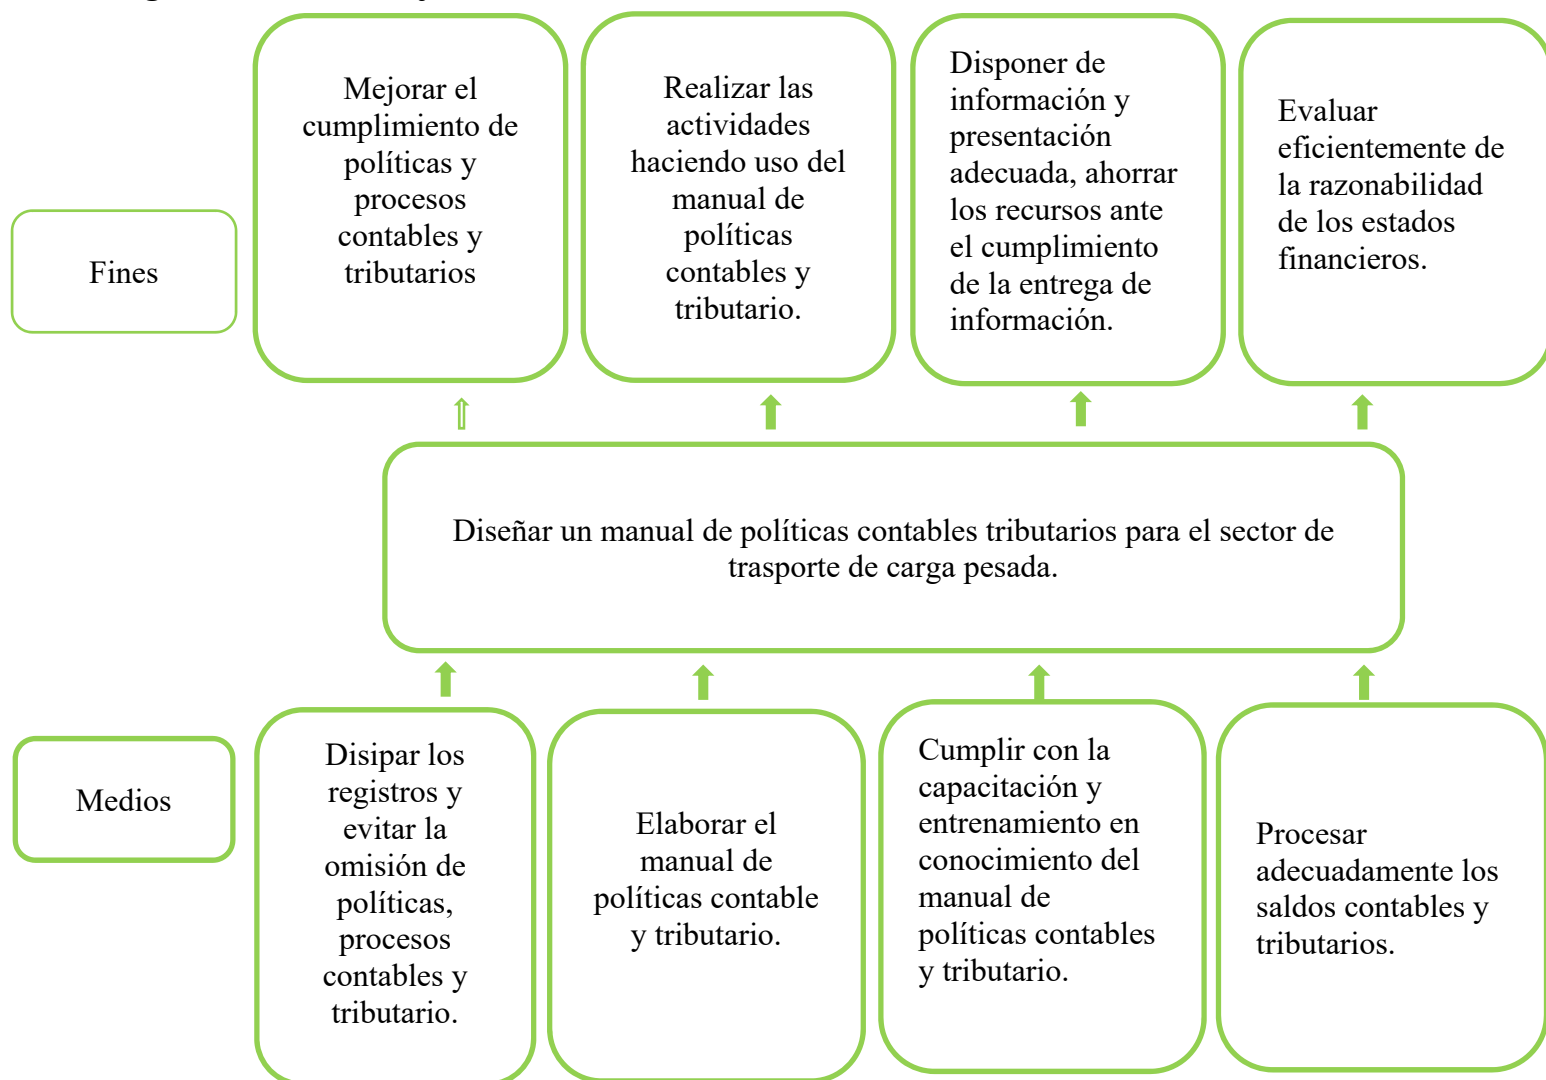 Mejorar el
cumplimiento de
políticas y
procesos
contables y
tributarios
Realizar las
actividades
haciendo uso del
manual de
políticas
contables y
tributario.
Disponer de
información y
presentación
adecuada, ahorrar
los recursos ante
el cumplimiento
de la entrega de
información.
Evaluar
eficientemente de
la razonabilidad
de los estados
financieros.
Fines
Diseñar un manual de políticas contables tributarios para el sector de
trasporte de carga pesada.
Medios
Disipar los
registros y
evitar la
omisión de
políticas,
procesos
contables y
tributario.
Elaborar el
manual de
políticas contable
y tributario.
Cumplir con la
capacitación y
entrenamiento en
conocimiento del
manual de
políticas contables
y tributario.
Procesar
adecuadamente los
saldos contables y
tributarios.